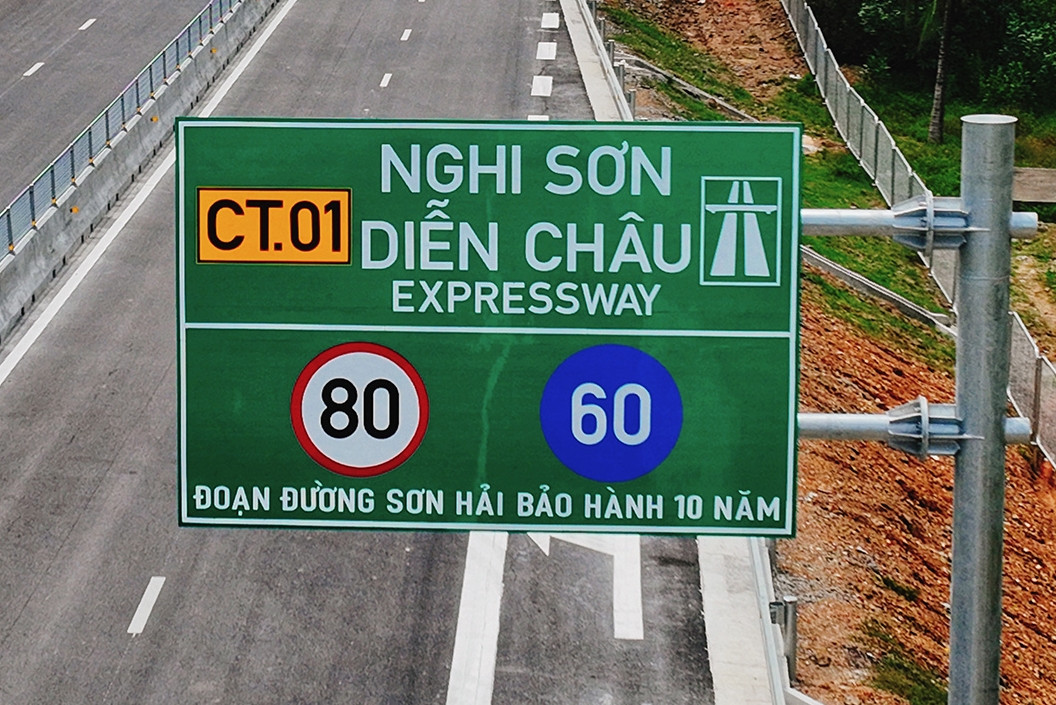 NGHI SƠN
CT.01
DIỄN CHÂU
EXPRESSWAY
80
60
ĐOẠN ĐƯỜNG SƠN HẢI BẢO HÀNH 10 NĂM